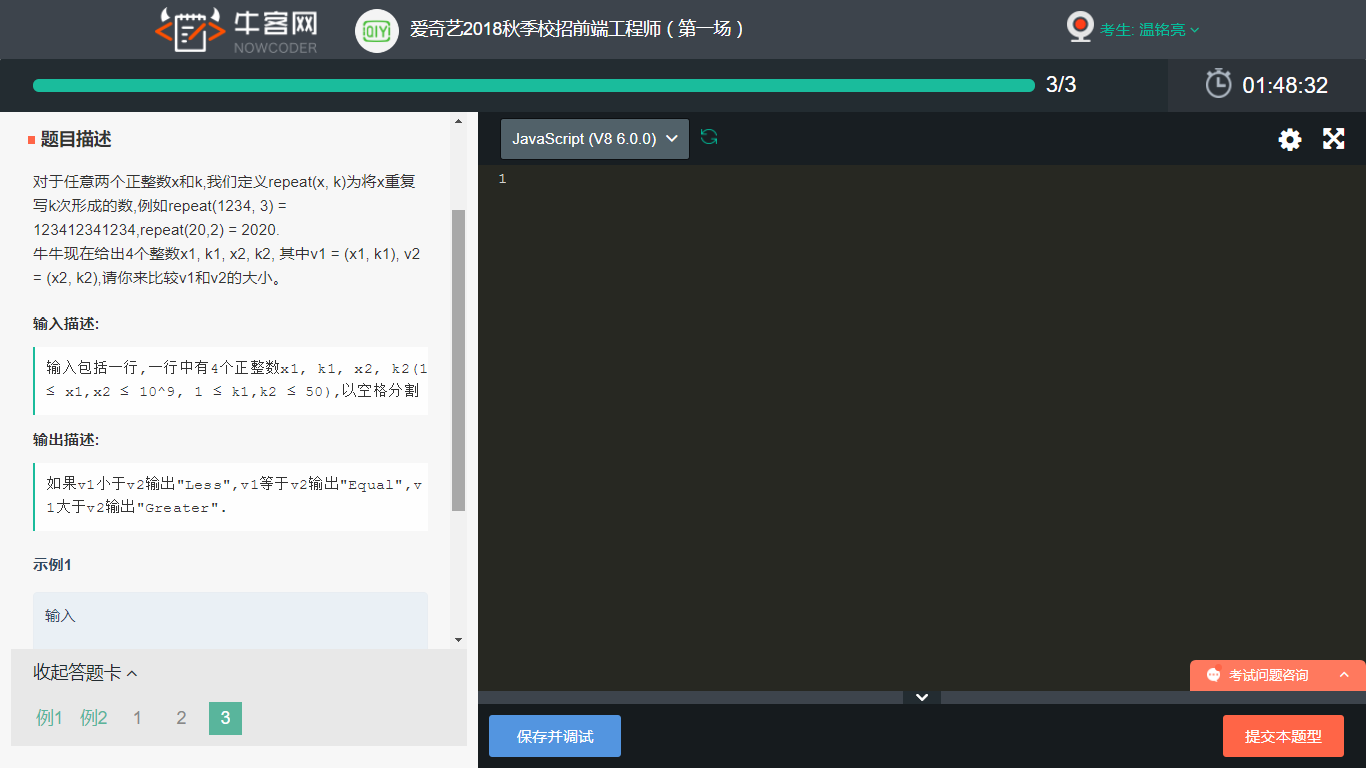 牛客网
NOWCODER
QIY
爱奇艺2018秋季校招前端工程师（第一场）
考生: 温铭亮
3/3
01:48:32
题目描述
对于任意两个正整数x和k,我们定义repeat(x, k)为将x重复
写k次形成的数,例如repeat(1234, 3) =
123412341234,repeat(20,2) = 2020.
牛牛现在给出4个整数x1, k1, x2, k2, 其中v1 = (x1, k1), v2
= (x2, k2),请你来比较v1和v2的大小。
输入描述:
输入包括一行,一行中有4个正整数x1, k1, x2, k2(1
≤ x1,x2 ≤ 10^9, 1 ≤ k1,k2 ≤ 50),以空格分割
输出描述:
如果v1小于v2输出"Less",v1等于v2输出"Equal",v
1大于v2输出"Greater".
示例1
输入
收起答题卡
例1 例2 1 2 3
JavaScript (V8 6.0.0)
1
考试问题咨询
保存并调试
提交本题型